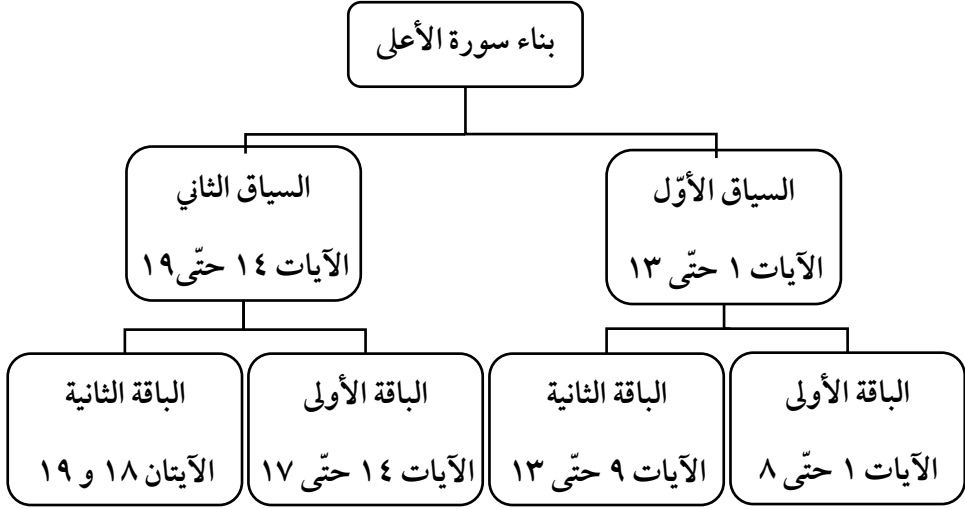 بناء سورة الأعلى
السياق الأوّل
الآيات ١ حتّى ١٣
السياق الثاني
الآيات ١٤ حتّى١٩
الباقة الأولى
الآيات ١ حتّى ٨
الباقة الثانية
الآيات ٩ حتّى ١٣
الباقة الأولى
الآيات ١٤ حتّى ١٧
الباقة الثانية
الآيتان ١٨ و ١٩